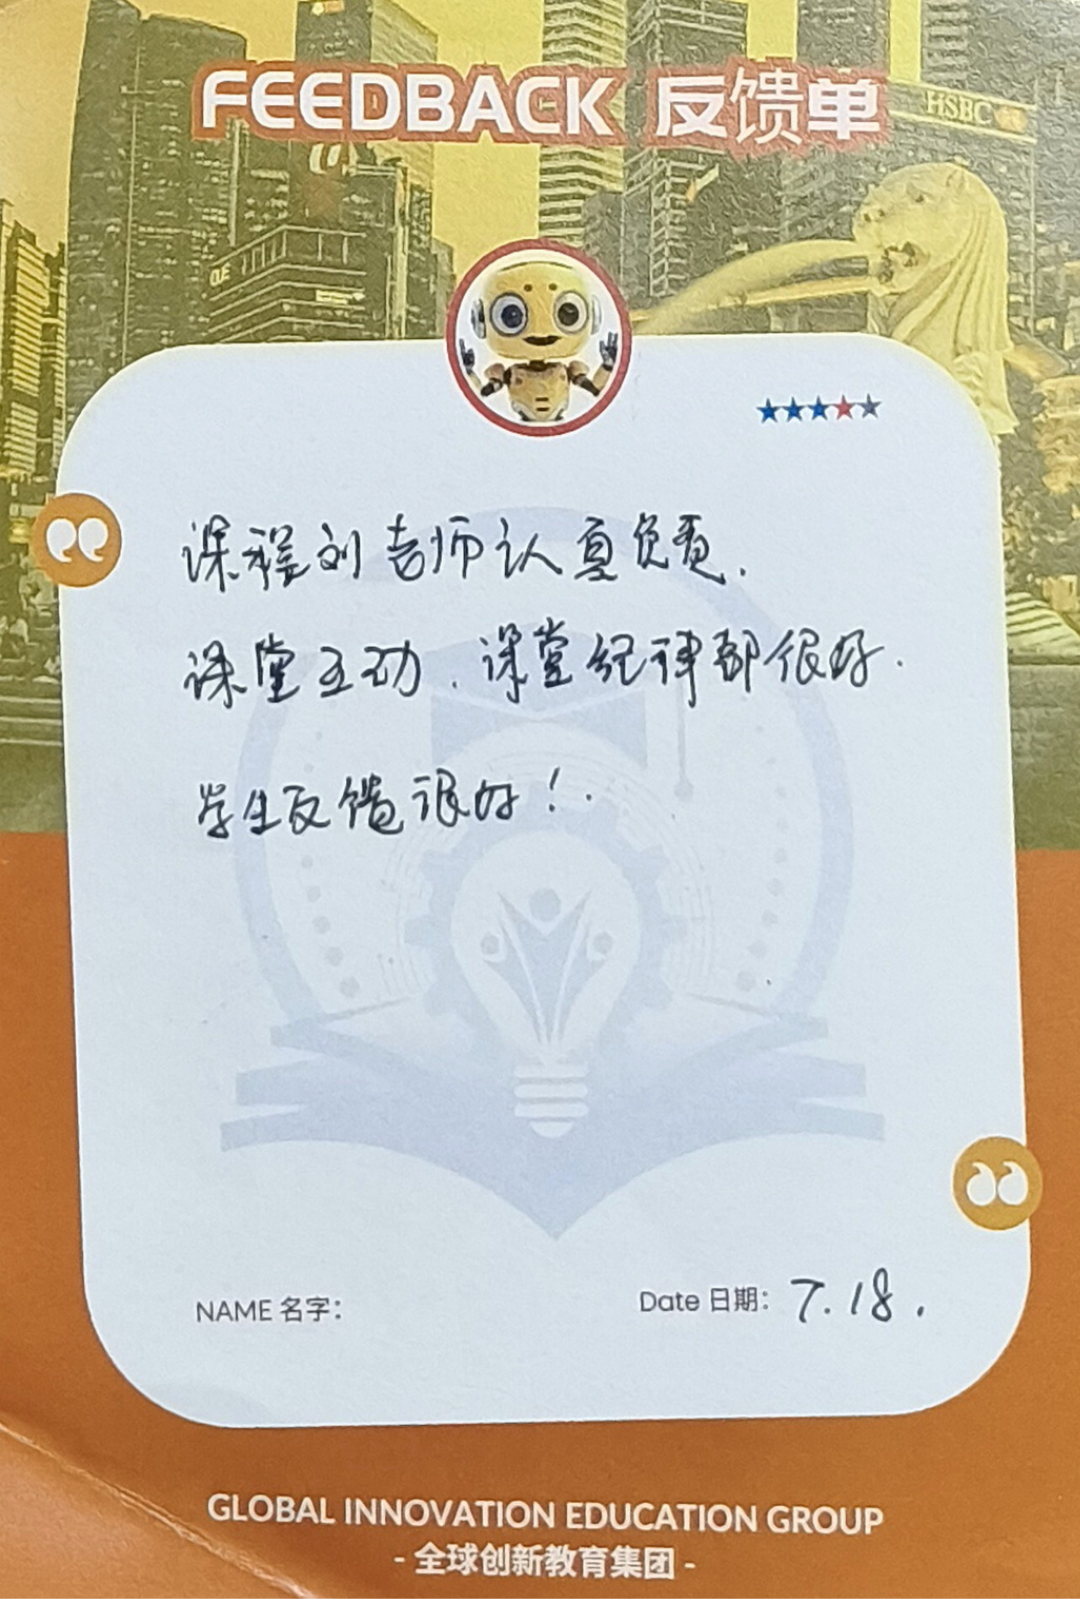 FEEDBACK 反馈单
HSBC
OUE
课程刘老师认真负责.
课堂互动.课堂纪律都很好.
学生反馈很好!.
NAME 名字:
Date 日期: 7.18.
GLOBAL INNOVATION EDUCATION GROUP
- 全球创新教育集团 -